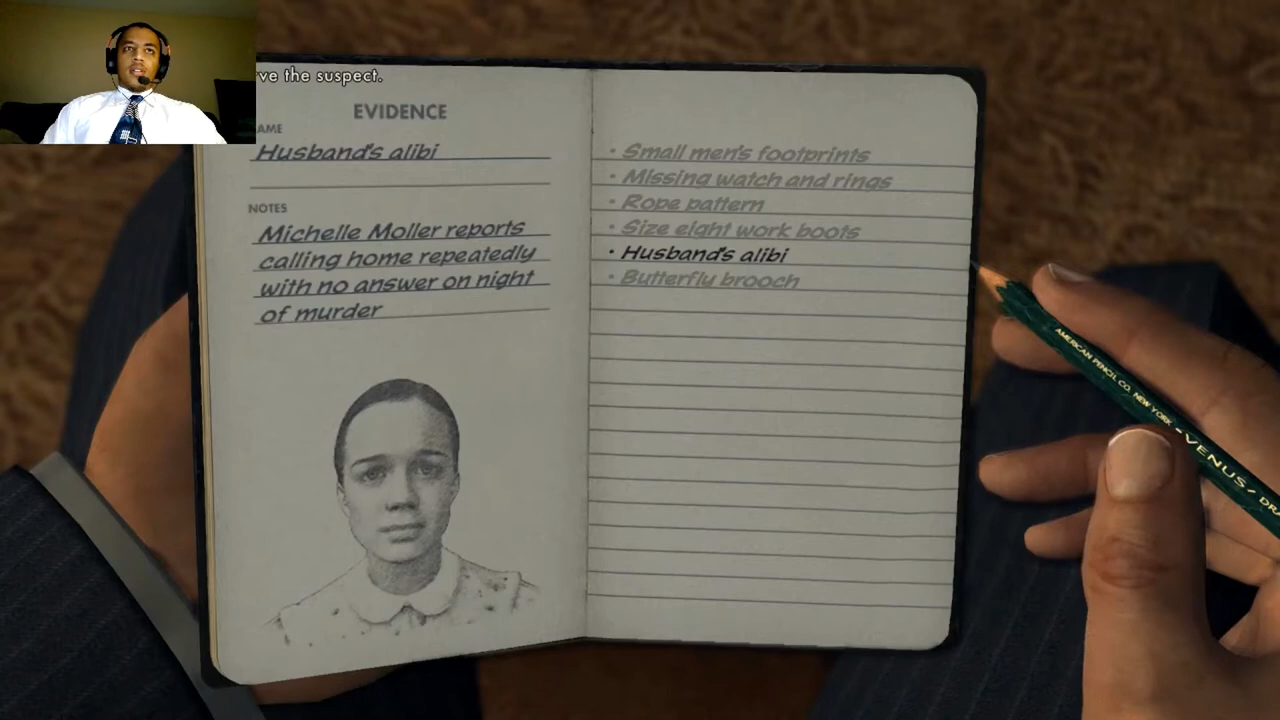 ve the suspect.
EVIDENCE
AME
Husband's alibi
NOTES
Michelle Moller reports
calling home repeatedly
with no answer on night
of murder
• Small men's footprints
• Missing watch and rings
• Rope pattern
• Size eight work boots
• Husband's alibi
• Butterfly brooch
AMERICAN PENCIL CO. NEW YORK - VENUS / DRA